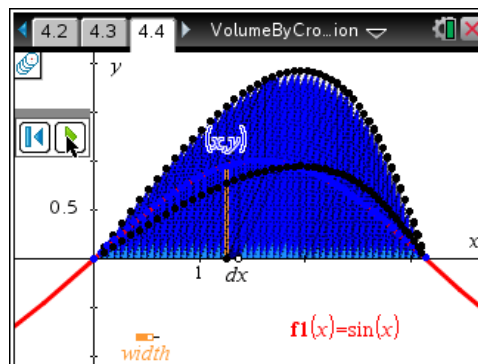 4.2 4.3 4.4 VolumeByCro…ion
y
(x,y)
0.5
x
1
dx
f1(x)=sin(x)
width